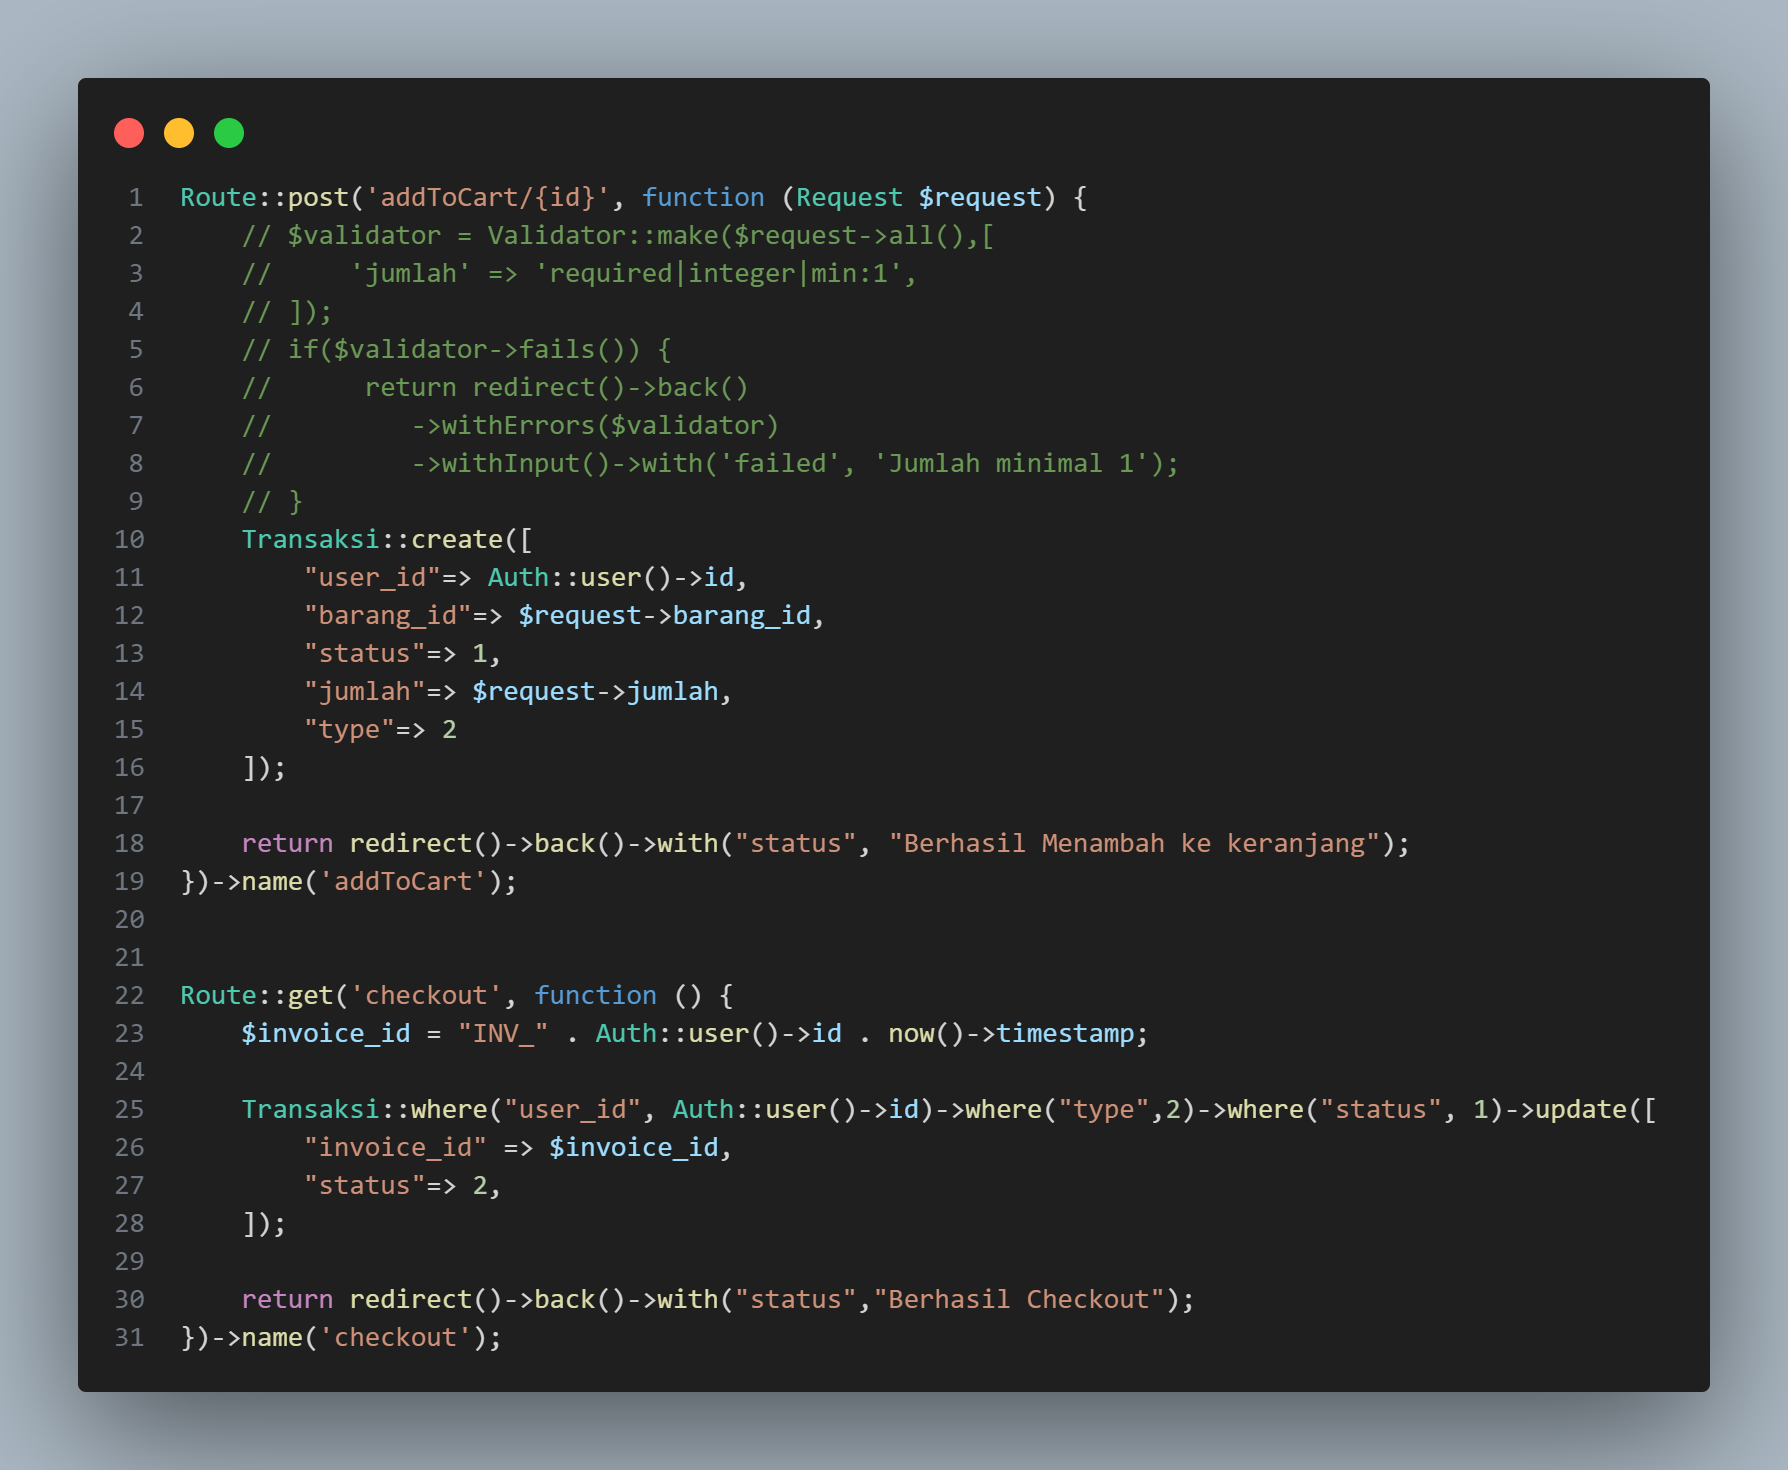 1 Route::post('addToCart/{id}', function (Request $request) {
2     // $validator = Validator::make($request->all(),[
3     //     'jumlah' => 'required|integer|min:1',
4     // ]);
5     // if($validator->fails()) {
6     //      return redirect()->back()
7     //         ->withErrors($validator)
8     //         ->withInput()->with('failed', 'Jumlah minimal 1');
9     // }
10     Transaksi::create([
11         "user_id"=> Auth::user()->id,
12         "barang_id"=> $request->barang_id,
13         "status"=> 1,
14         "jumlah"=> $request->jumlah,
15         "type"=> 2
16     ]);
17
18     return redirect()->back()->with("status", "Berhasil Menambah ke keranjang");
19 })->name('addToCart');
20
21
22 Route::get('checkout', function () {
23     $invoice_id = "INV_" . Auth::user()->id . now()->timestamp;
24
25     Transaksi::where("user_id", Auth::user()->id)->where("type",2)->where("status", 1)->update([
26         "invoice_id" => $invoice_id,
27         "status"=> 2,
28     ]);
29
30     return redirect()->back()->with("status","Berhasil Checkout");
31 })->name('checkout');